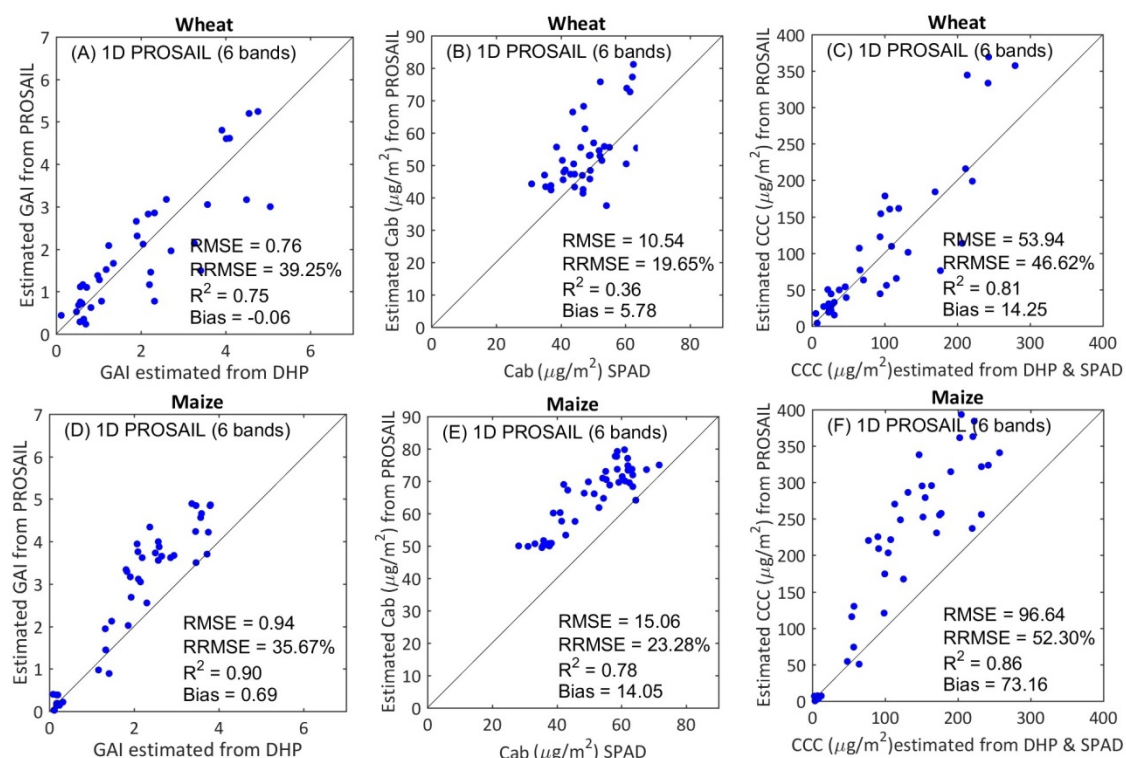 Wheat
(A) 1D PROSAIL (6 bands)
7
6
5
4
3
2
1
0
Estimated GAI from PROSAIL
RMSE = 0.76
RRMSE = 39.25%
R² = 0.75
Bias = -0.06
0 2 4 6
GAI estimated from DHP
Wheat
(B) 1D PROSAIL (6 bands)
90
80
70
60
50
40
30
20
10
0
Estimated Cab (μg/m²) from PROSAIL
RMSE = 10.54
RRMSE = 19.65%
R² = 0.36
Bias = 5.78
0 20 40 60 80
Cab (μg/m²) SPAD
Wheat
(C) 1D PROSAIL (6 bands)
400
350
300
250
200
150
100
50
0
Estimated CCC (μg/m²) from PROSAIL
RMSE = 53.94
RRMSE = 46.62%
R² = 0.81
Bias = 14.25
0 100 200 300 400
CCC (μg/m²)estimated from DHP & SPAD
Maize
(D) 1D PROSAIL (6 bands)
7
6
5
4
3
2
1
0
Estimated GAI from PROSAIL
RMSE = 0.94
RRMSE = 35.67%
R² = 0.90
Bias = 0.69
0 2 4 6
GAI estimated from DHP
Maize
(E) 1D PROSAIL (6 bands)
90
80
70
60
50
40
30
20
10
0
Estimated Cab (μg/m²) from PROSAIL
RMSE = 15.06
RRMSE = 23.28%
R² = 0.78
Bias = 14.05
0 20 40 60 80
Cab (μg/m²) SPAD
Maize
(F) 1D PROSAIL (6 bands)
400
350
300
250
200
150
100
50
0
Estimated CCC (μg/m²) from PROSAIL
RMSE = 96.64
RRMSE = 52.30%
R² = 0.86
Bias = 73.16
0 100 200 300 400
CCC (μg/m²)estimated from DHP & SPAD